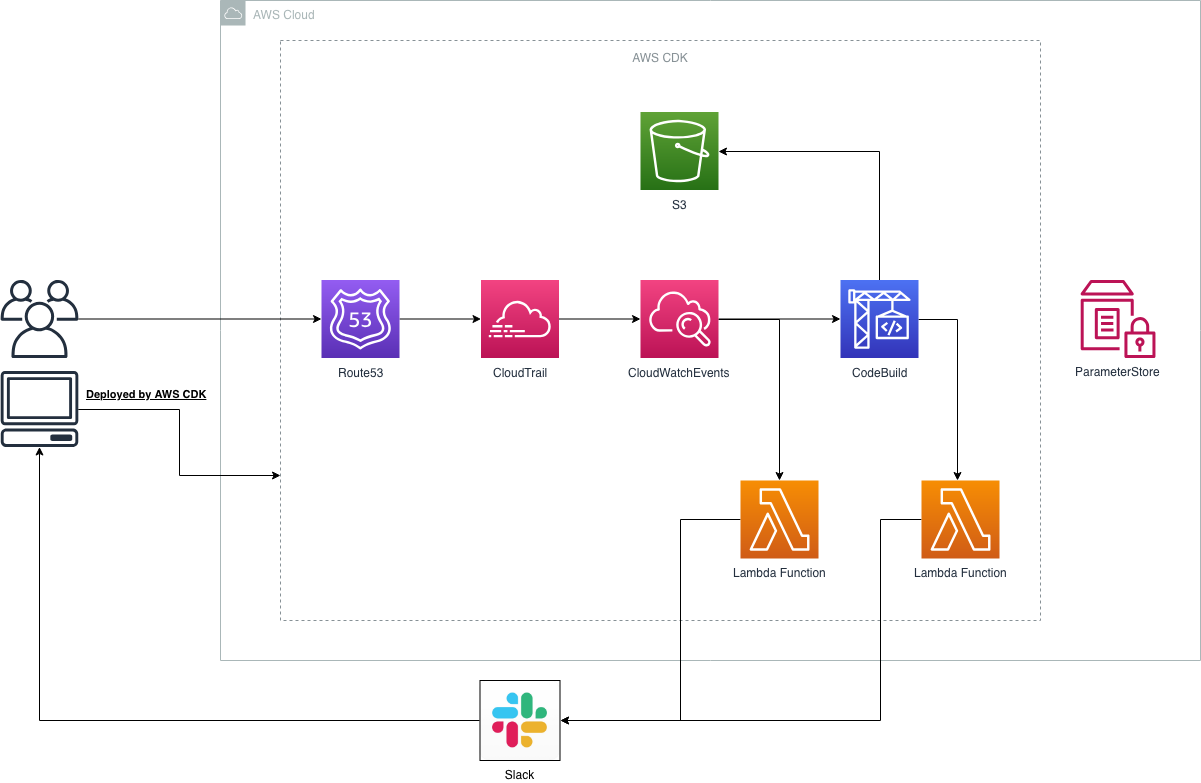 AWS Cloud
AWS CDK
S3
53
Route53
CloudTrail
CloudWatchEvents
</>
CodeBuild
ParameterStore
Deployed by AWS CDK
Lambda Function
Lambda Function
Slack